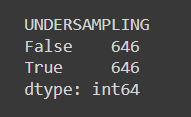 UNDERSAMPLING
False    646
True     646
dtype: int64